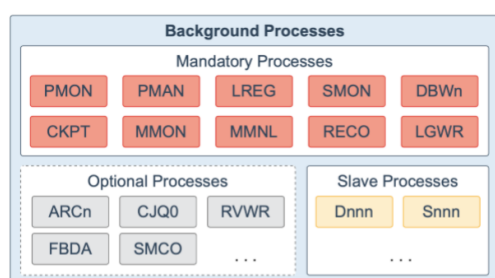 Background Processes
Mandatory Processes
PMON PMAN LREG SMON DBWn
CKPT MMON MMNL RECO LGWR
Optional Processes
ARCn CJQ0 RVWR
FBDA SMCO ...
Slave Processes
Dnnn Snnn
...